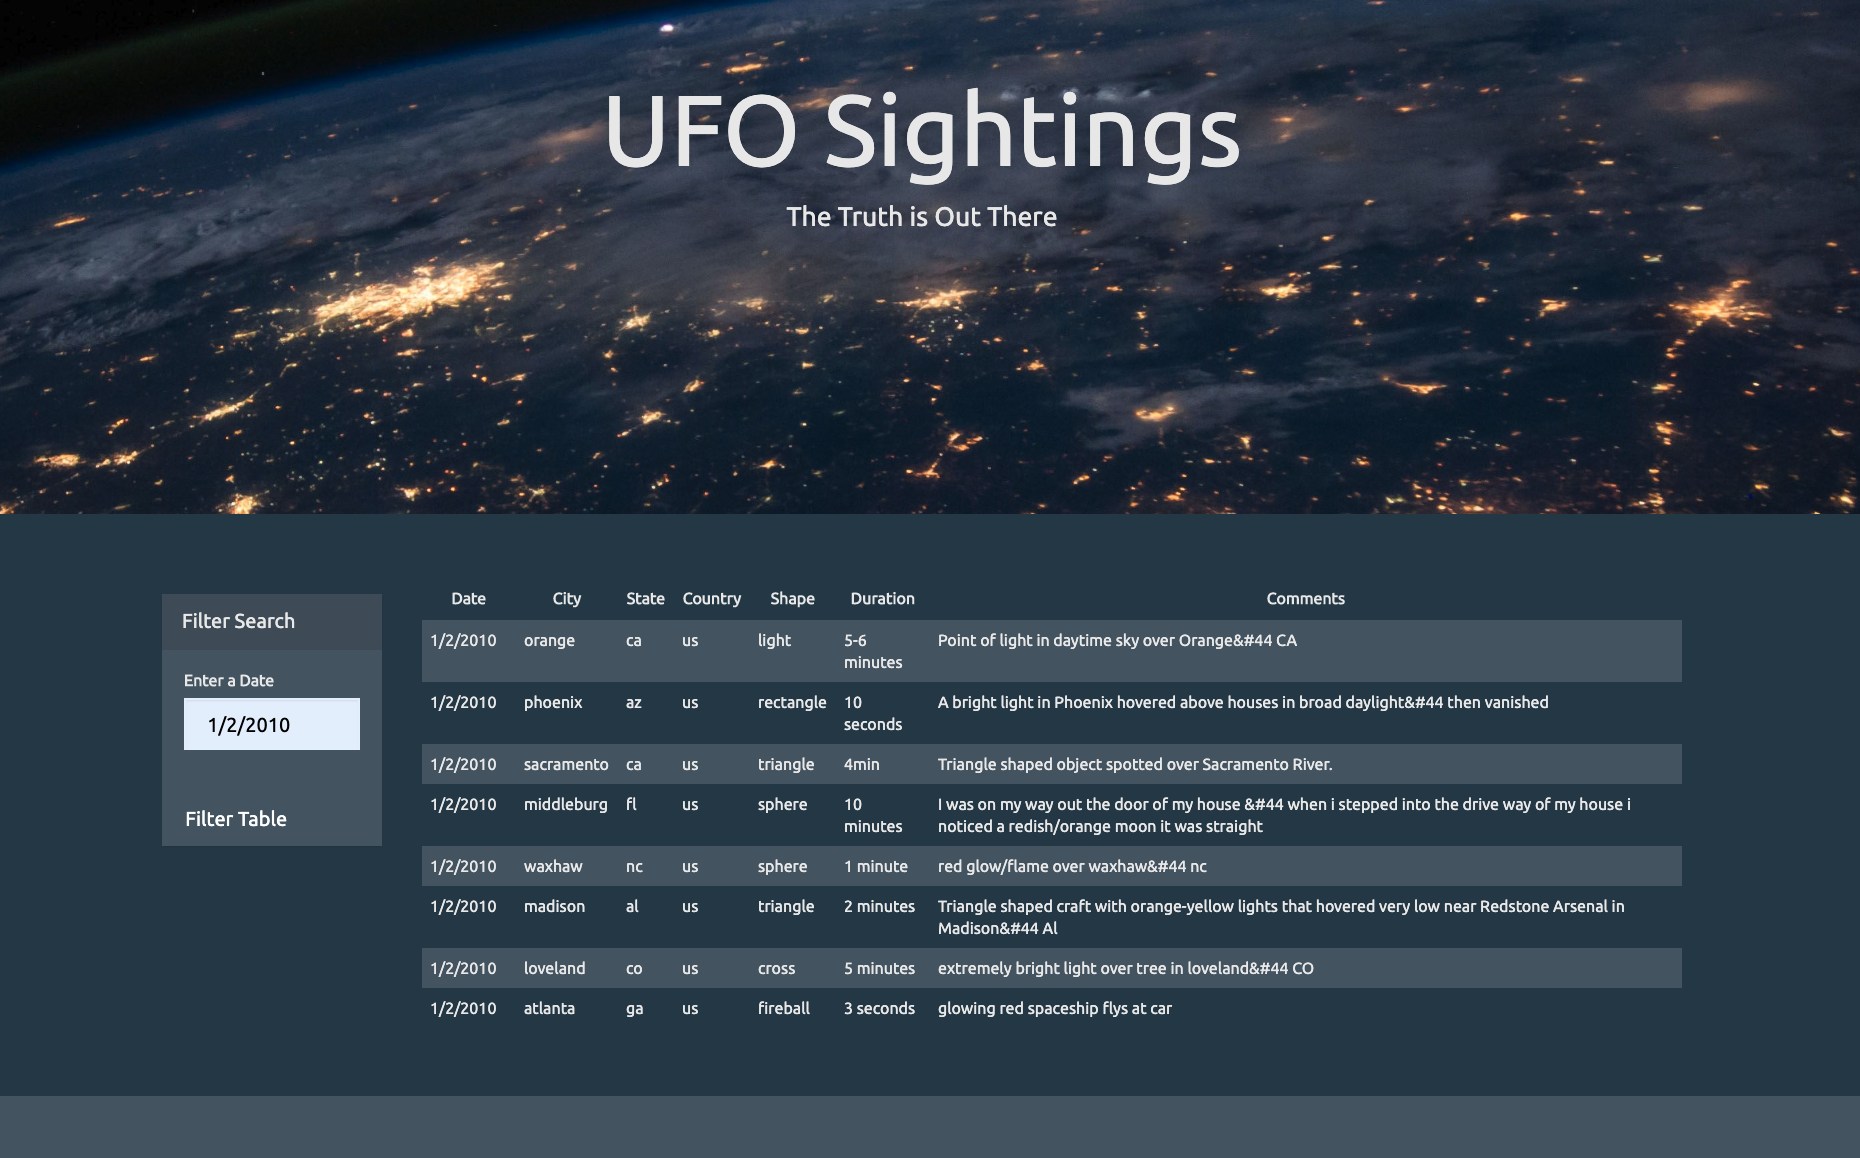 UFO Sightings
The Truth is Out There
Filter Search
Enter a Date
1/2/2010
Filter Table
Date City State Country Shape Duration Comments
1/2/2010 orange ca us light 5-6 Point of light in daytime sky over Orange&#44 CA
minutes
1/2/2010 phoenix az us rectangle 10 A bright light in Phoenix hovered above houses in broad daylight&#44 then vanished
seconds
1/2/2010 sacramento ca us triangle 4min Triangle shaped object spotted over Sacramento River.
1/2/2010 middleburg fl us sphere 10 I was on my way out the door of my house &#44 when i stepped into the drive way of my house i
minutes noticed a redish/orange moon it was straight
1/2/2010 waxhaw nc us sphere 1 minute red glow/flame over waxhaw&#44 nc
1/2/2010 madison al us triangle 2 minutes Triangle shaped craft with orange-yellow lights that hovered very low near Redstone Arsenal in
Madison&#44 Al
1/2/2010 loveland co us cross 5 minutes extremely bright light over tree in loveland&#44 CO
1/2/2010 atlanta ga us fireball 3 seconds glowing red spaceship flys at car